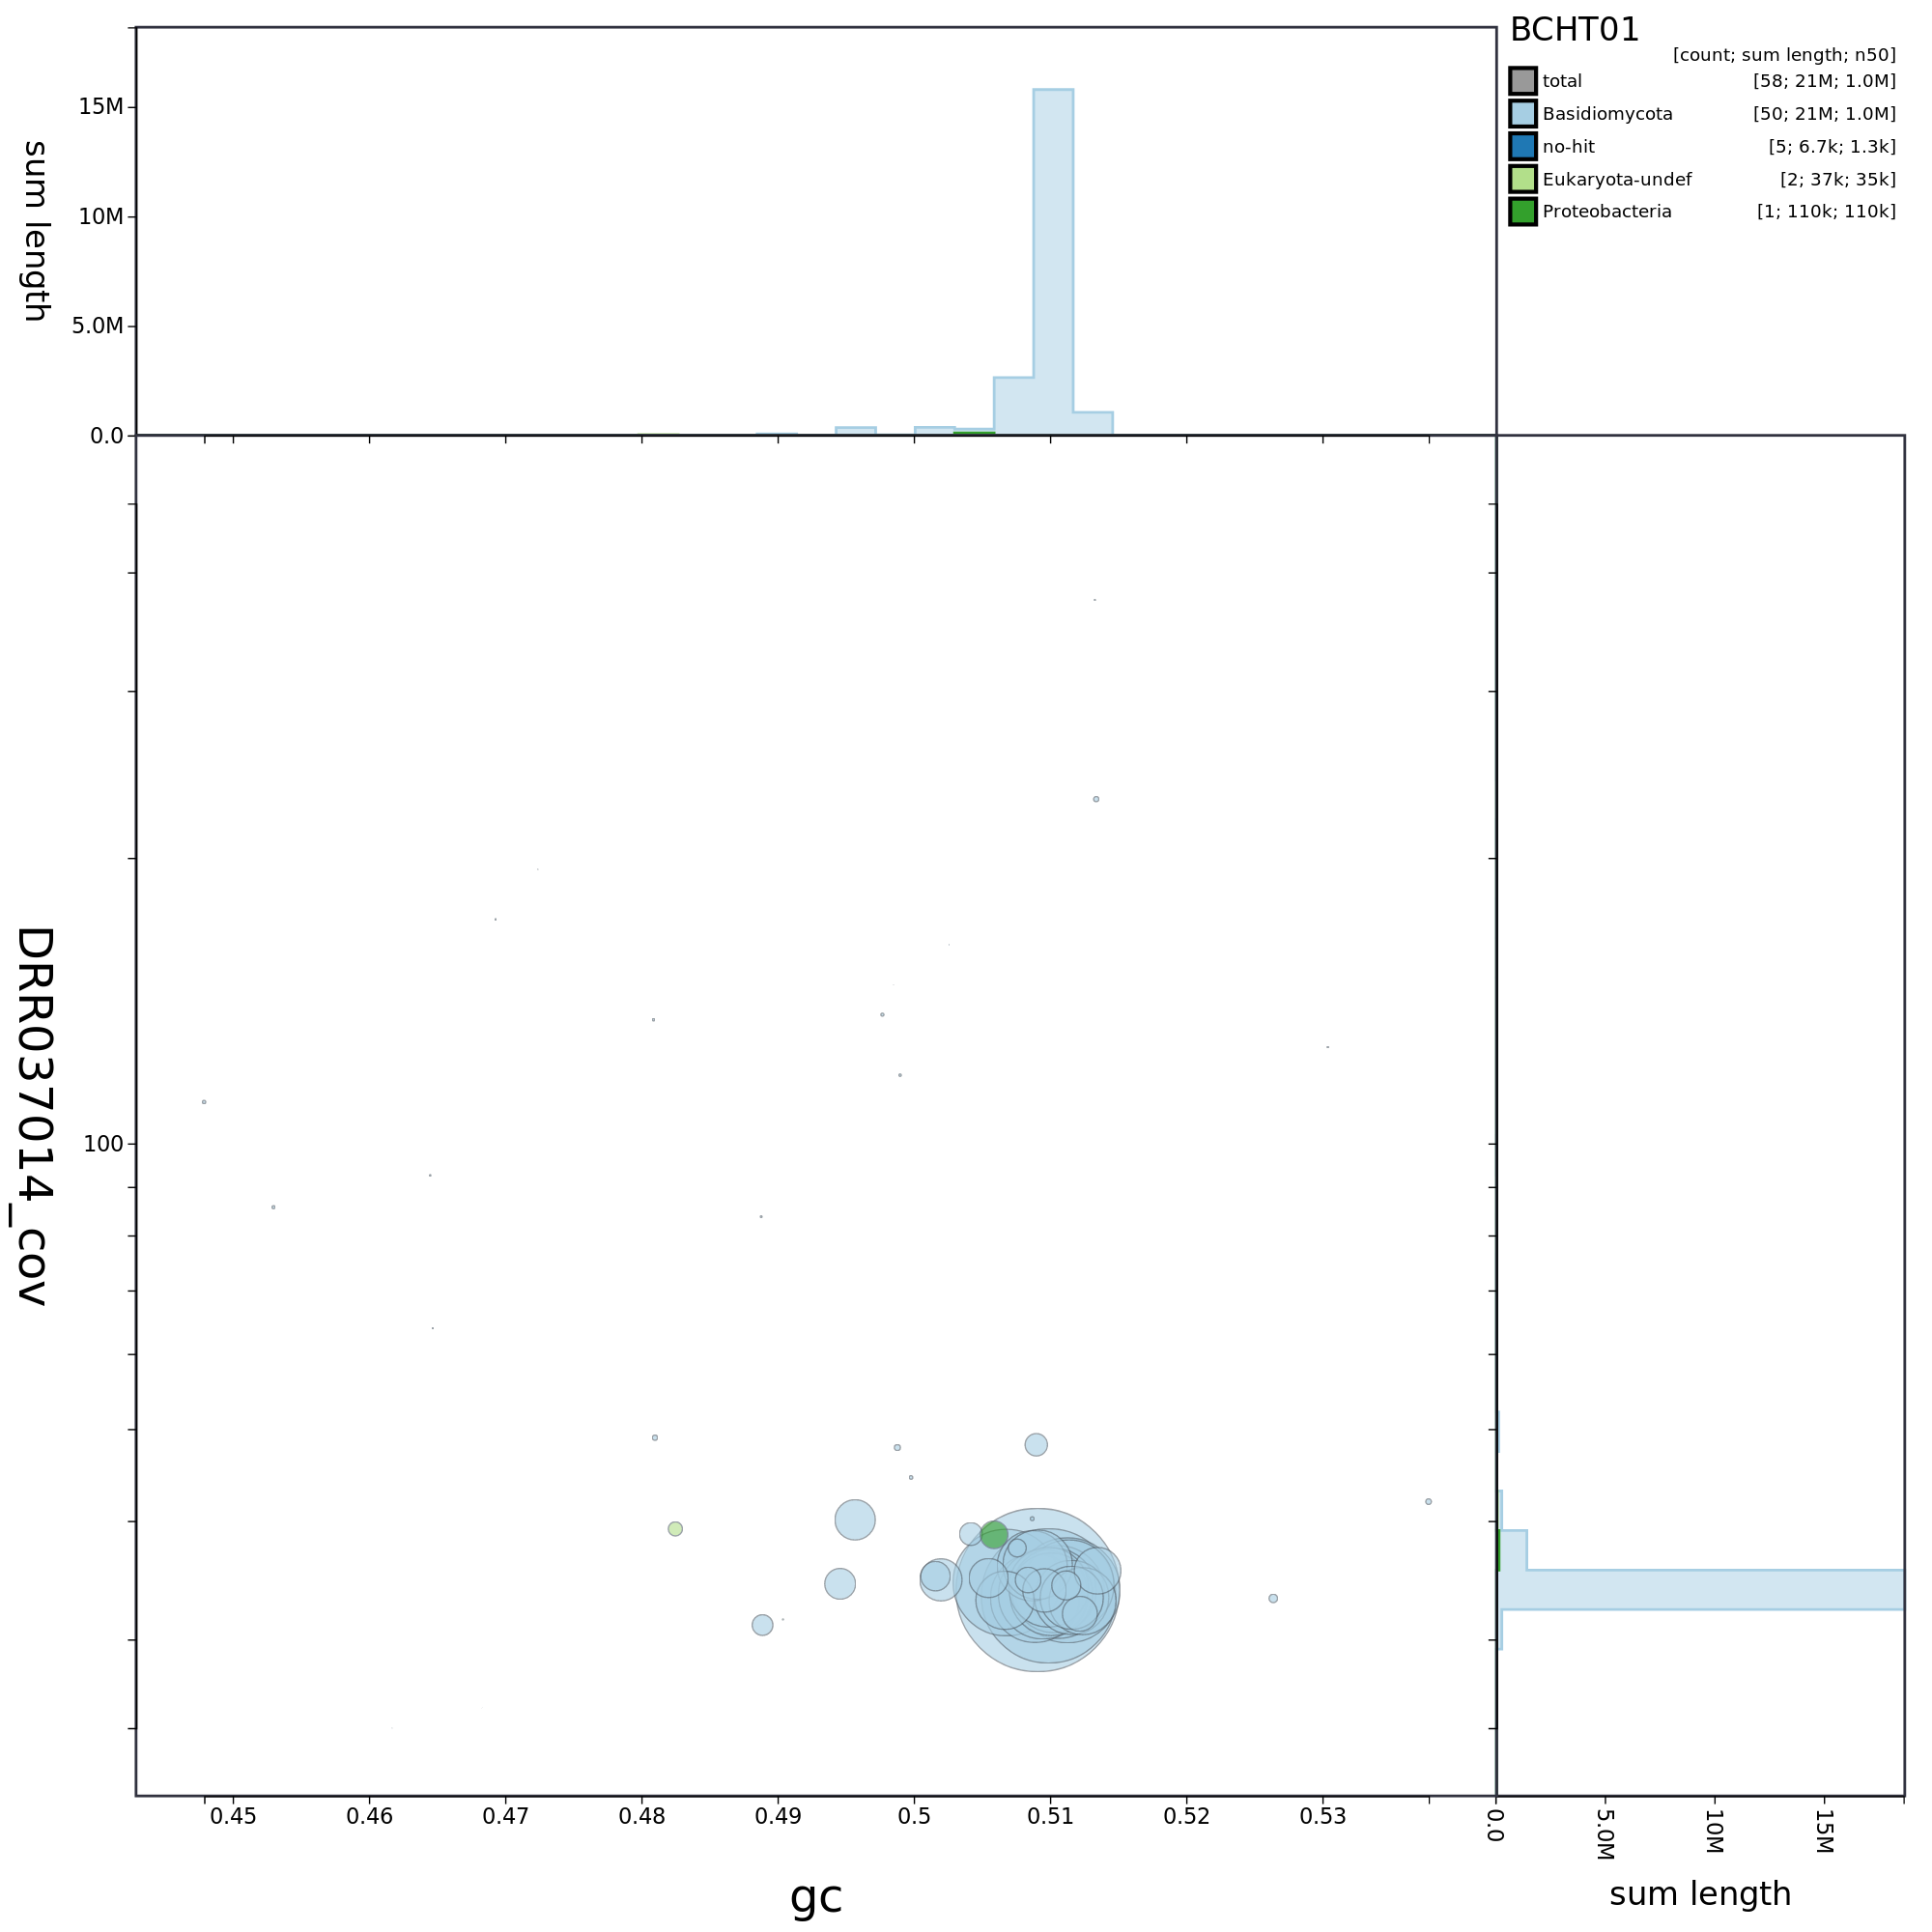 BCHT01
[count; sum length; n50]
total [58; 21M; 1.0M]
Basidiomycota [50; 21M; 1.0M]
no-hit [5; 6.7k; 1.3k]
Eukaryota-undef [2; 37k; 35k]
Proteobacteria [1; 110k; 110k]
sum length
15M
10M
5.0M
0.0
DRR037014_cov
100
0.45 0.46 0.47 0.48 0.49 0.5 0.51 0.52 0.53
gc
0.0 5.0M 10M 15M
sum length